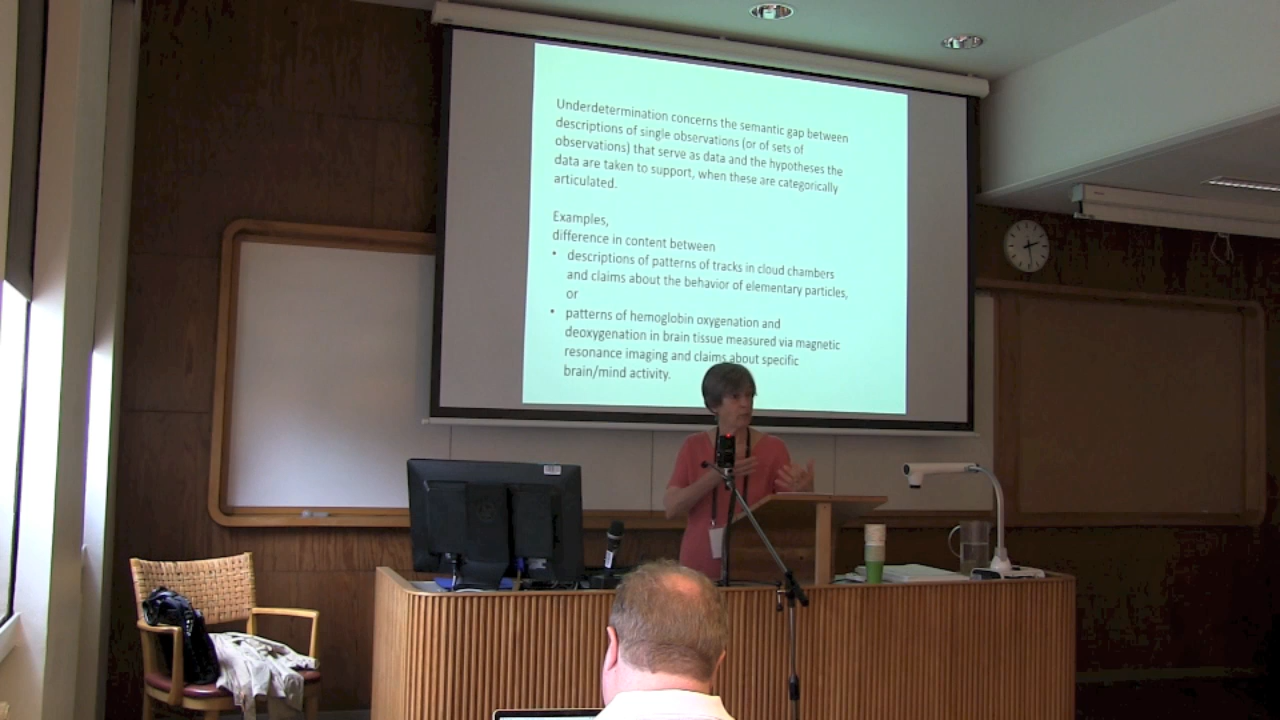 Underdetermination concerns the semantic gap between
descriptions of single observations (or of sets of
observations) that serve as data and the hypotheses the
data are taken to support, when these are categorically
articulated.
Examples,
difference in content between
• descriptions of patterns of tracks in cloud chambers
and claims about the behavior of elementary particles,
or
• patterns of hemoglobin oxygenation and
deoxygenation in brain tissue measured via magnetic
resonance imaging and claims about specific
brain/mind activity.